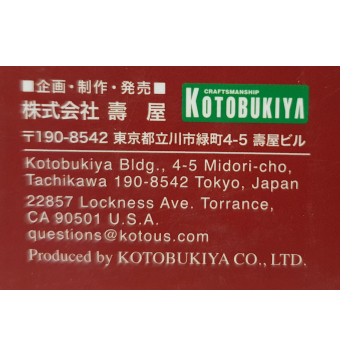 ■企画・制作・発売■
株式会社 壽屋
CRAFTSMANSHIP
KOTOBUKIYA
〒190-8542 東京都立川市緑町4-5 壽屋ビル
Kotobukiya Bldg., 4-5 Midori-cho,
Tachikawa 190-8542 Tokyo, Japan
22857 Lockness Ave. Torrance,
CA 90501 U.S.A.
questions@kotous.com
Produced by KOTOBUKIYA CO., LTD.